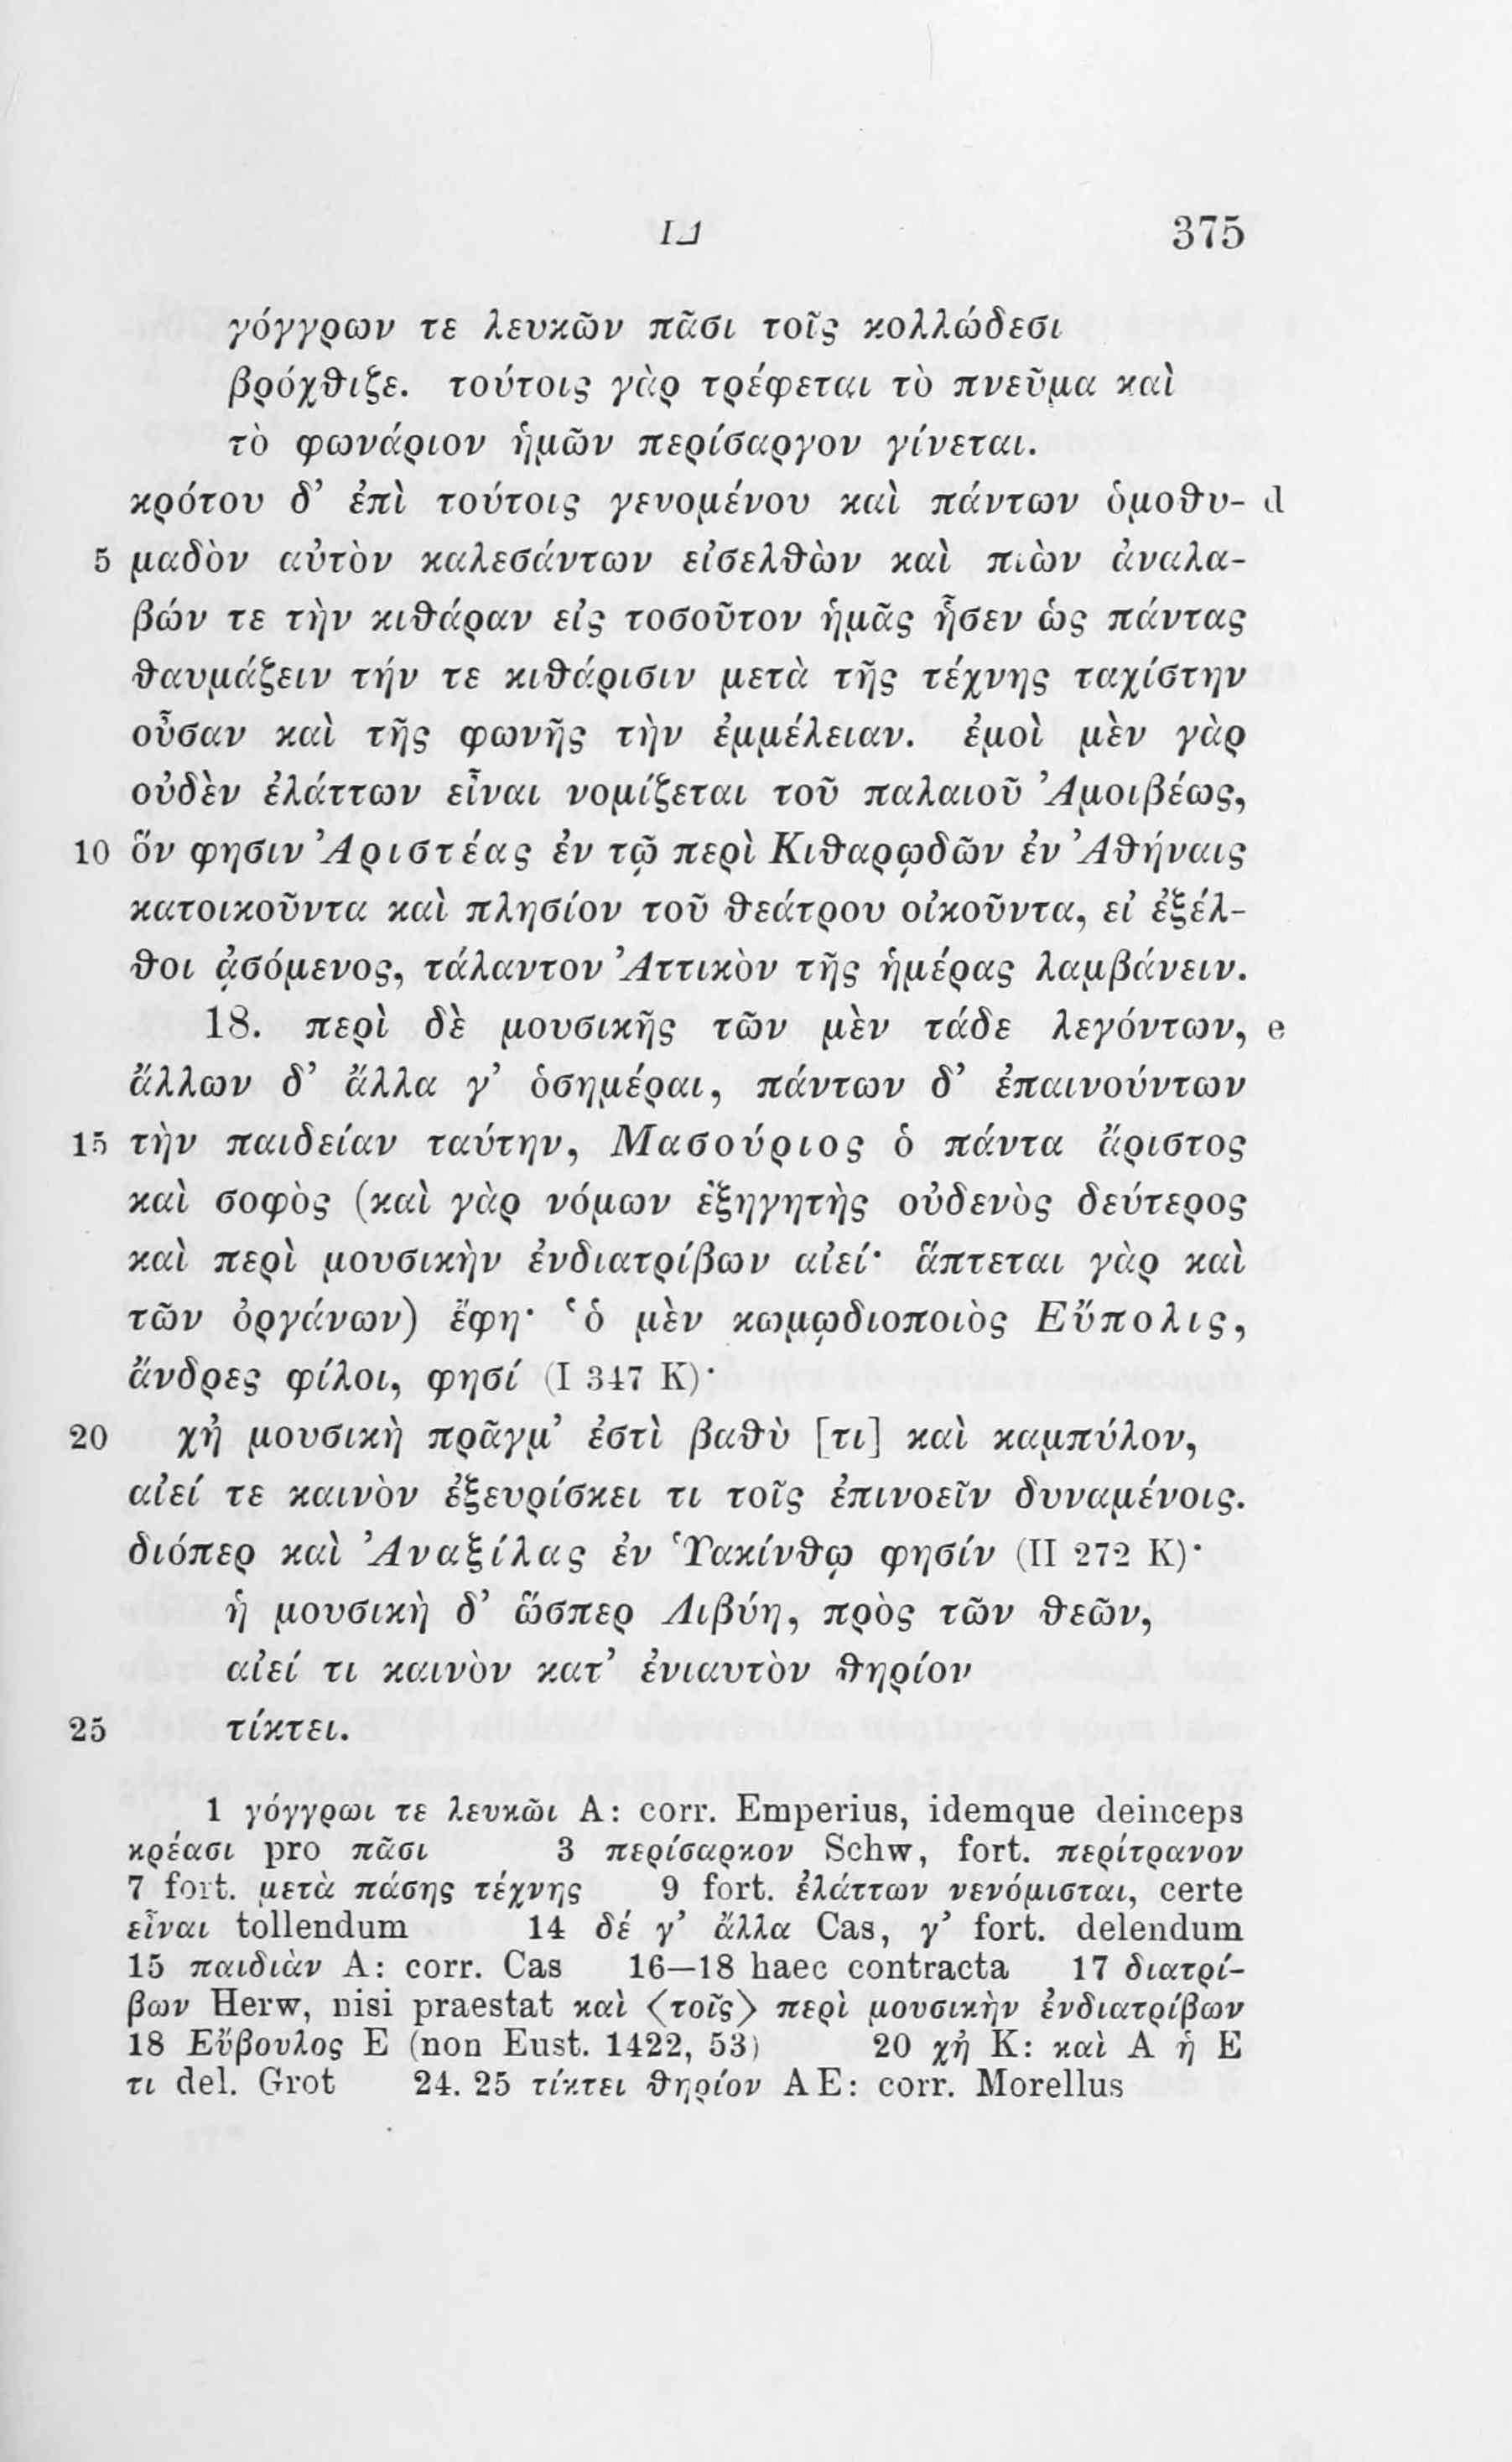 ΙΔ 375
γόγγρων τε λευκῶν πᾶσι τοῖς κολλώδεσι
βρόχθιζε. τούτοις γὰρ τρέφεται τὸ πνεῦμα καὶ
τὸ φωνάριον ἡμῶν περίσαργον γίνεται.
κρότου δ’ ἐπὶ τούτοις γενομένου καὶ πάντων ὁμοθυ- d
5 μαδὸν αὐτὸν καλεσάντων εἰσελθὼν καὶ πιὼν ἀναλα-
βών τε τὴν κιθάραν εἰς τοσοῦτον ἡμᾶς ἧσεν ὡς πάντας
θαυμάζειν τήν τε κιθάρισιν μετὰ τῆς τέχνης ταχίστην
οὖσαν καὶ τῆς φωνῆς τὴν ἐμμέλειαν. ἐμοὶ μὲν γὰρ
οὐδὲν ἐλάττων εἶναι νομίζεται τοῦ παλαιοῦ Ἀμοιβέως,
10 ὅν φησιν Ἀριστέας ἐν τῷ περὶ Κιθαρῳδῶν ἐν Ἀθήναις
κατοικοῦντα καὶ πλησίον τοῦ θεάτρου οἰκοῦντα, εἰ ἐξέλ-
θοι ᾀσόμενος, τάλαντον Ἀττικὸν τῆς ἡμέρας λαμβάνειν.
18. περὶ δὲ μουσικῆς τῶν μὲν τάδε λεγόντων, e
ἄλλων δ’ ἄλλα γ’ ὁσημέραι, πάντων δ’ ἐπαινούντων
15 τὴν παιδείαν ταύτην, Μασούριος ὁ πάντα ἄριστος
καὶ σοφὸς (καὶ γὰρ νόμων ἐξηγητὴς οὐδενὸς δεύτερος
καὶ περὶ μουσικὴν ἐνδιατρίβων αἰεί· ἅπτεται γὰρ καὶ
τῶν ὀργάνων) ἔφη· ‘ὁ μὲν κωμῳδιοποιὸς Εὔπολις,
ἄνδρες φίλοι, φησί (I 347 K)·
20 χἠ μουσικὴ πρᾶγμ’ ἐστὶ βαθὺ [τι] καὶ καμπύλον,
αἰεί τε καινὸν ἐξευρίσκει τι τοῖς ἐπινοεῖν δυναμένοις.
διόπερ καὶ Ἀναξίλας ἐν Ὑακίνθῳ φησίν (II 272 K)·
ἡ μουσικὴ δ’ ὥσπερ Λιβύη, πρὸς τῶν θεῶν,
αἰεί τι καινὸν κατ’ ἐνιαυτὸν θηρίον
25 τίκτει.
1 γόγγρωι τε λευκῶι A: corr. Emperius, idemque deinceps
κρέασι pro πᾶσι 3 περίσαρκον Schw, fort. περίτρανον
7 fort. μετὰ πάσης τέχνης 9 fort. ἐλάττων νενόμισται, certe
εἶναι tollendum 14 δέ γ’ ἄλλα Cas, γ’ fort. delendum
15 παιδιὰν A: corr. Cas 16—18 haec contracta 17 διατρί-
βων Herw, nisi praestat καὶ ⟨τοῖς⟩ περὶ μουσικὴν ἐνδιατρίβων
18 Εὔβουλος E (non Eust. 1422, 53) 20 χἠ K: καὶ A ἡ E
τι del. Grot 24. 25 τίκτει θηρίον AE: corr. Morellus